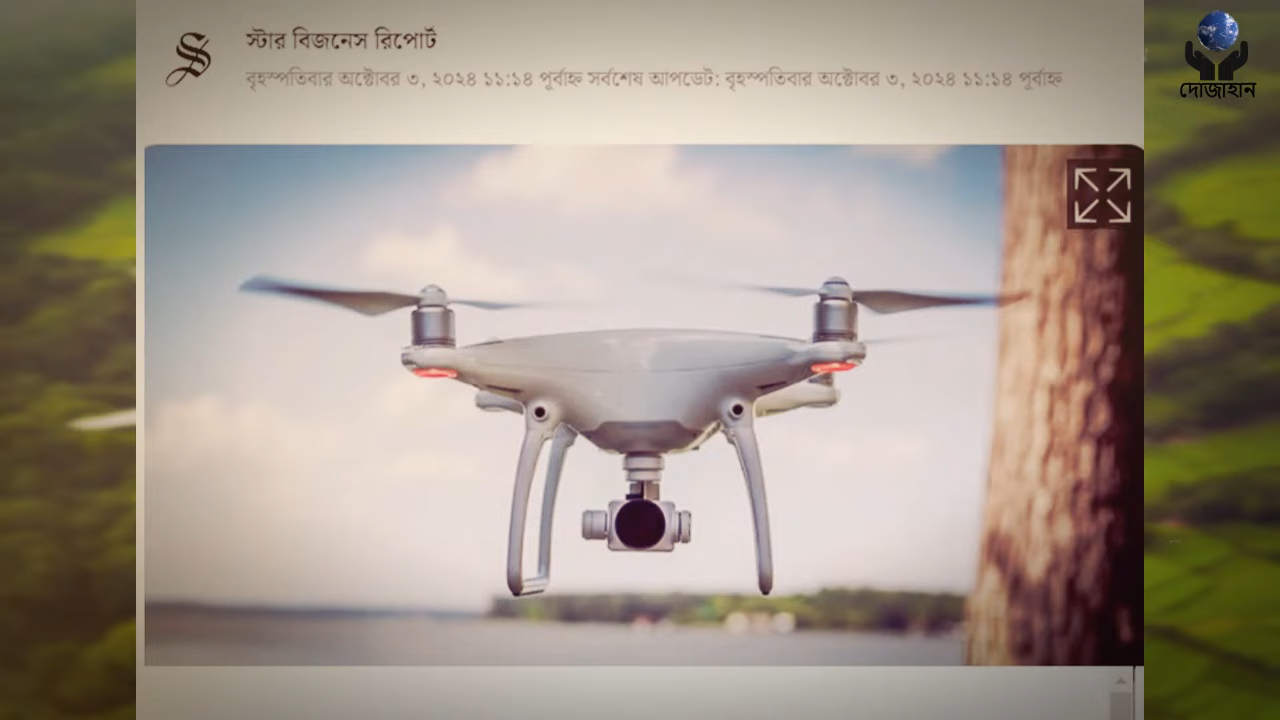 স্টার বিজনেস রিপোর্ট
বৃহস্পতিবার অক্টোবর ৩, ২০২৪ ১১:১৪ পূর্বাহ্ন সর্বশেষ আপডেট: বৃহস্পতিবার অক্টোবর ৩, ২০২৪ ১১:১৪ পূর্বাহ্ন
দোজাহান